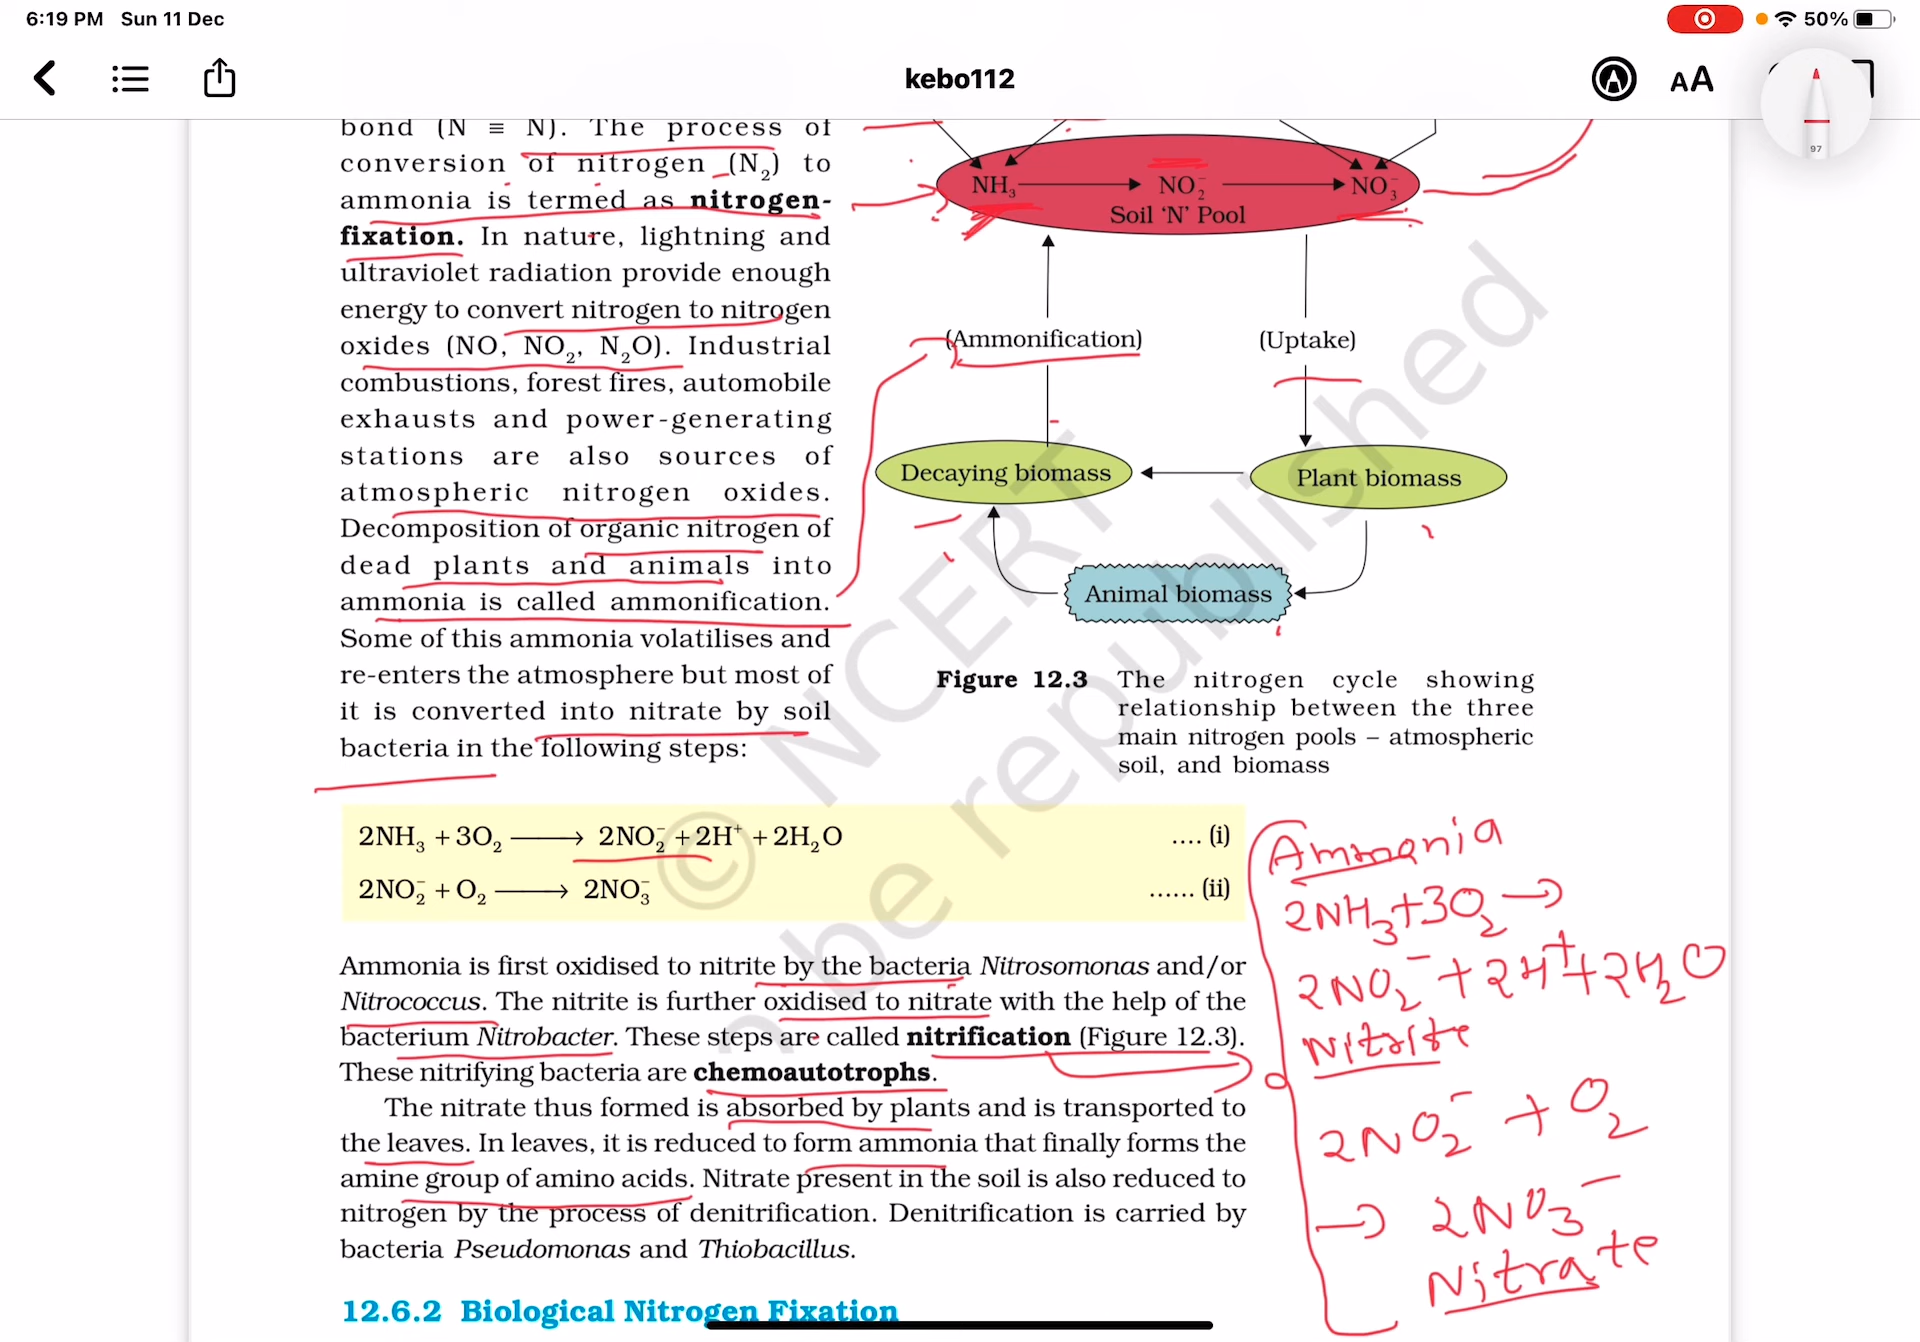 6:19 PM Sun 11 Dec
50%
kebo112
AA
97
bond (N ≡ N). The process of
conversion of nitrogen (N₂) to
ammonia is termed as nitrogen-
fixation. In nature, lightning and
ultraviolet radiation provide enough
energy to convert nitrogen to nitrogen
oxides (NO, NO₂, N₂O). Industrial
combustions, forest fires, automobile
exhausts and power-generating
stations are also sources of
atmospheric nitrogen oxides.
Decomposition of organic nitrogen of
dead plants and animals into
ammonia is called ammonification.
Some of this ammonia volatilises and
re-enters the atmosphere but most of
it is converted into nitrate by soil
bacteria in the following steps:
NH₃ NO₂⁻ NO₃⁻
Soil ‘N’ Pool
(Ammonification) (Uptake)
Decaying biomass Plant biomass
Animal biomass
Figure 12.3 The nitrogen cycle showing
relationship between the three
main nitrogen pools – atmospheric
soil, and biomass
2NH₃ + 3O₂ ⟶ 2NO₂⁻ + 2H⁺ + 2H₂O .... (i)
2NO₂⁻ + O₂ ⟶ 2NO₃⁻ ...... (ii)
Ammonia is first oxidised to nitrite by the bacteria Nitrosomonas and/or
Nitrococcus. The nitrite is further oxidised to nitrate with the help of the
bacterium Nitrobacter. These steps are called nitrification (Figure 12.3).
These nitrifying bacteria are chemoautotrophs.
The nitrate thus formed is absorbed by plants and is transported to
the leaves. In leaves, it is reduced to form ammonia that finally forms the
amine group of amino acids. Nitrate present in the soil is also reduced to
nitrogen by the process of denitrification. Denitrification is carried by
bacteria Pseudomonas and Thiobacillus.
12.6.2 Biological Nitrogen Fixation
Ammonia
2NH₃+3O₂ →
2NO₂⁻ + 2H⁺+2H₂O
Nitrite
2NO₂⁻ + O₂
→ 2NO₃⁻
Nitrate
© NCERT
be republished